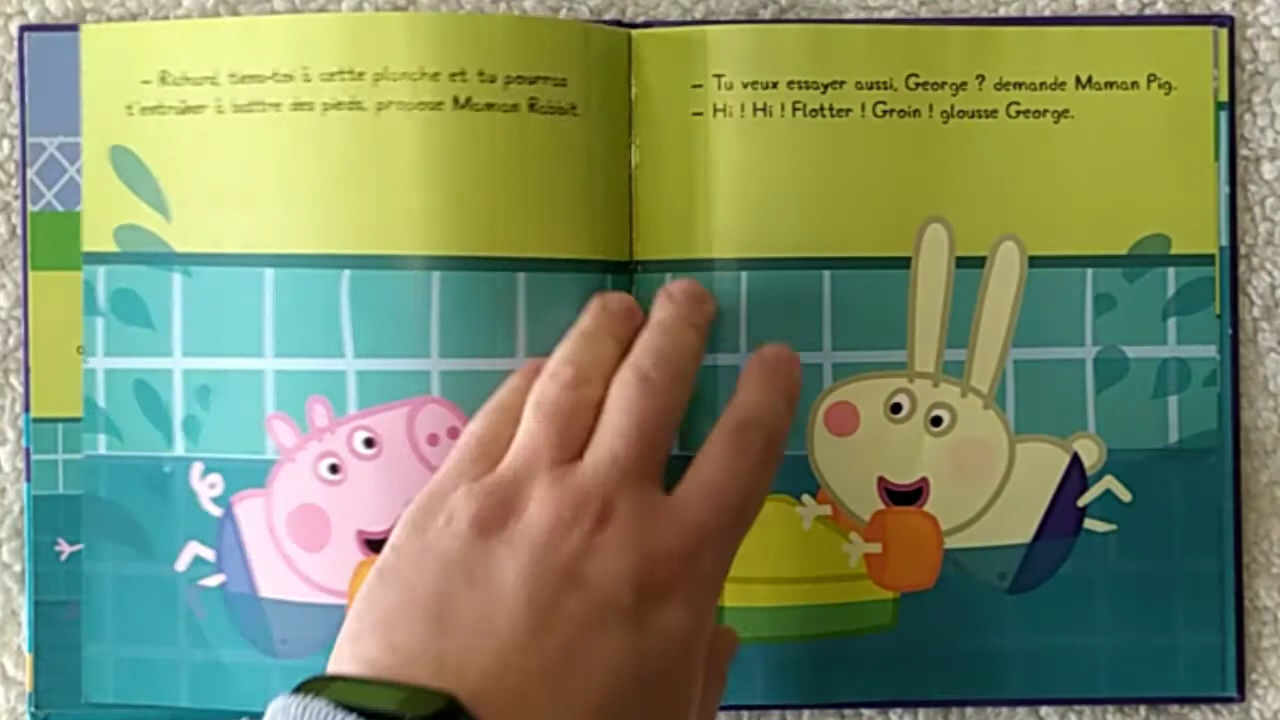 – Richard, tiens-toi à cette planche et tu pourras
t'entraîner à battre des pieds, propose Maman Rabbit.
– Tu veux essayer aussi, George ? demande Maman Pig.
– Hi ! Hi ! Flotter ! Groin ! glousse George.